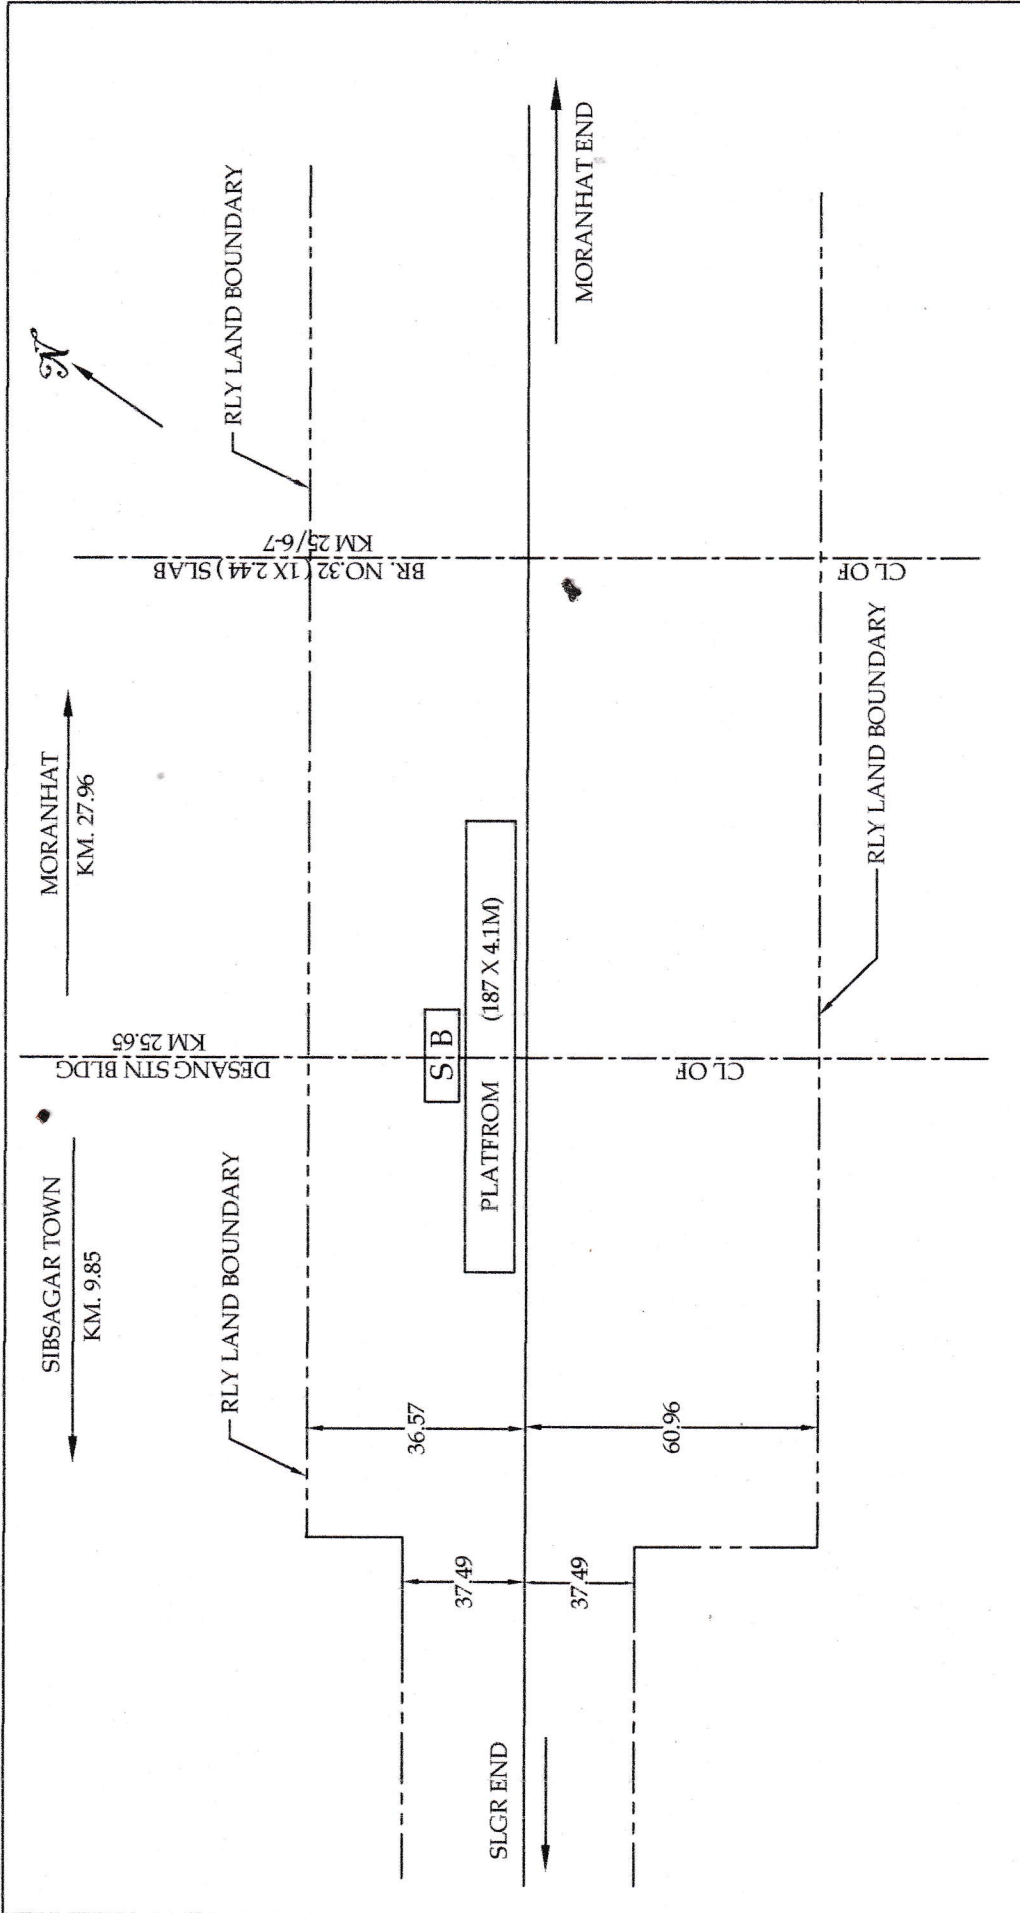 SIBSAGAR TOWN
KM. 9.85
MORANHAT
KM. 27.96
N
DESANG STN BLDG
KM 25.65
CL OF
BR. NO.32 ( 1X 2.44 ) SLAB
KM 25/6-7
CL OF
RLY LAND BOUNDARY
RLY LAND BOUNDARY
S B
PLATFROM (187 X 4.1M)
36.57
60.96
37.49
37.49
SLGR END
MORANHAT END
RLY LAND BOUNDARY